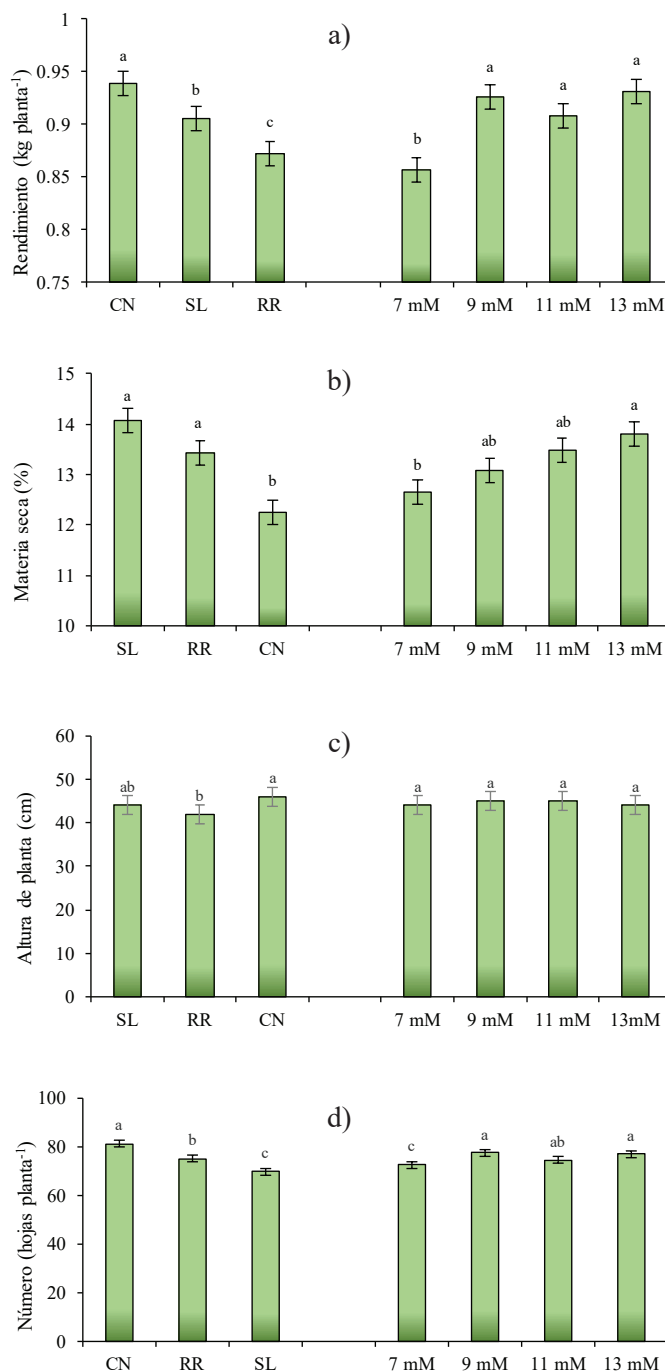 a)
Rendimiento (kg planta⁻¹)
1
0.95
0.9
0.85
0.8
0.75
a
b
c
b
a
a
a
CN SL RR 7 mM 9 mM 11 mM 13 mM
b)
Materia seca (%)
15
14
13
12
11
10
a
a
b
b
ab
ab
a
SL RR CN 7 mM 9 mM 11 mM 13 mM
c)
Altura de planta (cm)
60
50
40
30
20
10
0
ab
b
a
a
a
a
a
SL RR CN 7 mM 9 mM 11 mM 13mM
d)
Número (hojas planta⁻¹)
100
80
60
40
20
0
a
b
c
c
a
ab
a
CN RR SL 7 mM 9 mM 11 mM 13 mM